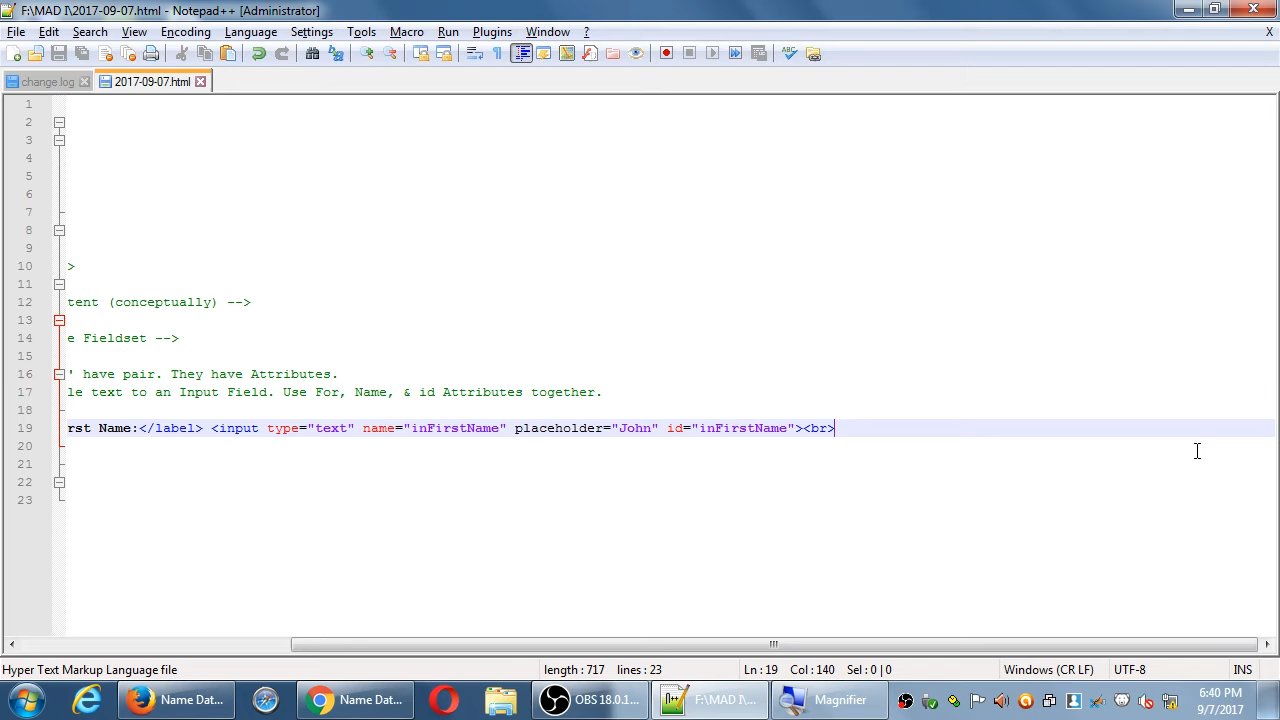 F:\MAD I\2017-09-07.html - Notepad++ [Administrator]
File Edit Search View Encoding Language Settings Tools Macro Run Plugins Window ? X
change.log 2017-09-07.html
1
2
3
4
5
6
7
8
9
10 >
11
12 tent (conceptually) -->
13
14 e Fieldset -->
15
16 ' have pair. They have Attributes.
17 le text to an Input Field. Use For, Name, & id Attributes together.
18
19 rst Name:</label> <input type="text" name="inFirstName" placeholder="John" id="inFirstName"><br>
20
21
22
23
Hyper Text Markup Language file length : 717 lines : 23 Ln : 19 Col : 140 Sel : 0 | 0 Windows (CR LF) UTF-8 INS
Name Dat... Name Dat... OBS 18.0.1... F:\MAD I\... Magnifier 6:40 PM
9/7/2017